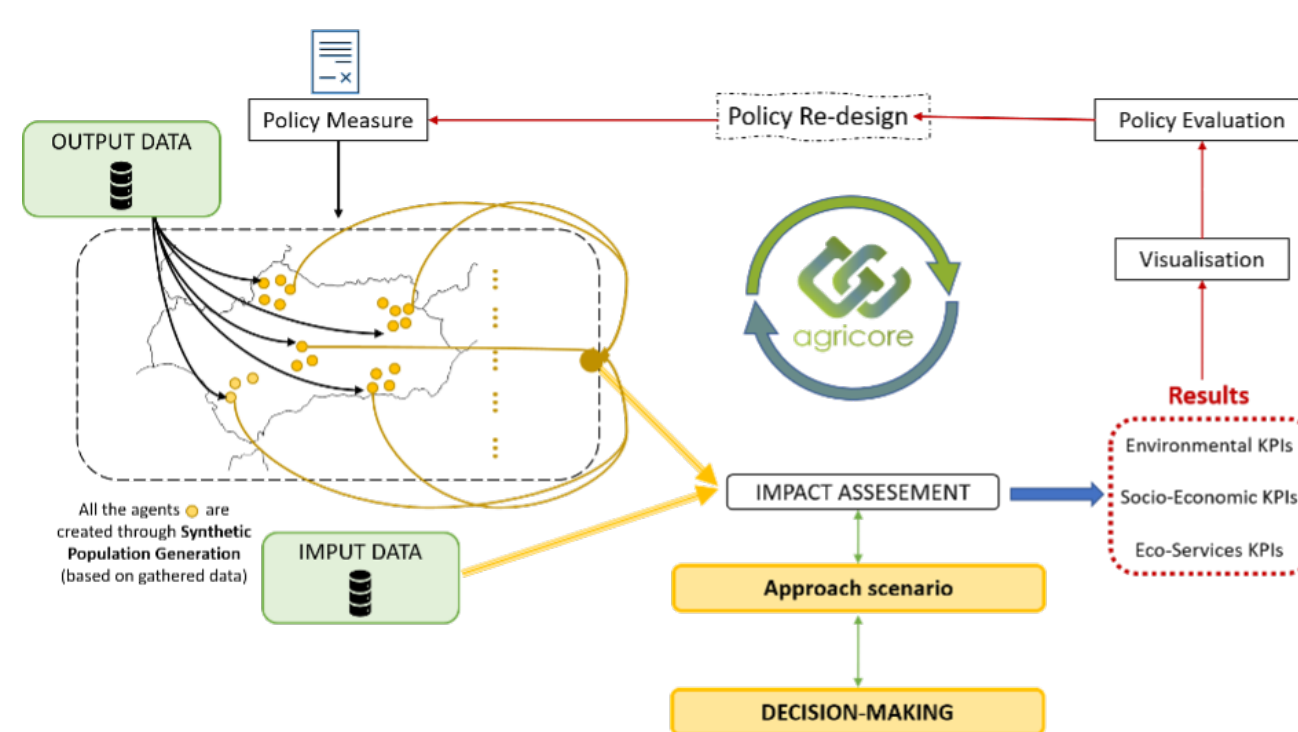 Policy Measure
Policy Re-design
Policy Evaluation
OUTPUT DATA
Visualisation
agricore
Results
Environmental KPIs
Socio-Economic KPIs
Eco-Services KPIs
IMPACT ASSESEMENT
All the agents are
created through Synthetic
Population Generation
(based on gathered data)
IMPUT DATA
Approach scenario
DECISION-MAKING